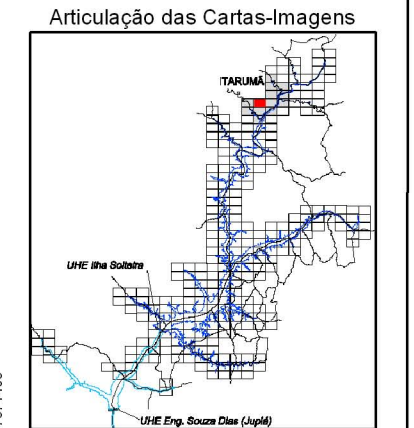 Articulação das Cartas-Imagens
ITARUMÃ
UHE Ilha Solteira
UHE Eng. Souza Dias (Jupiá)